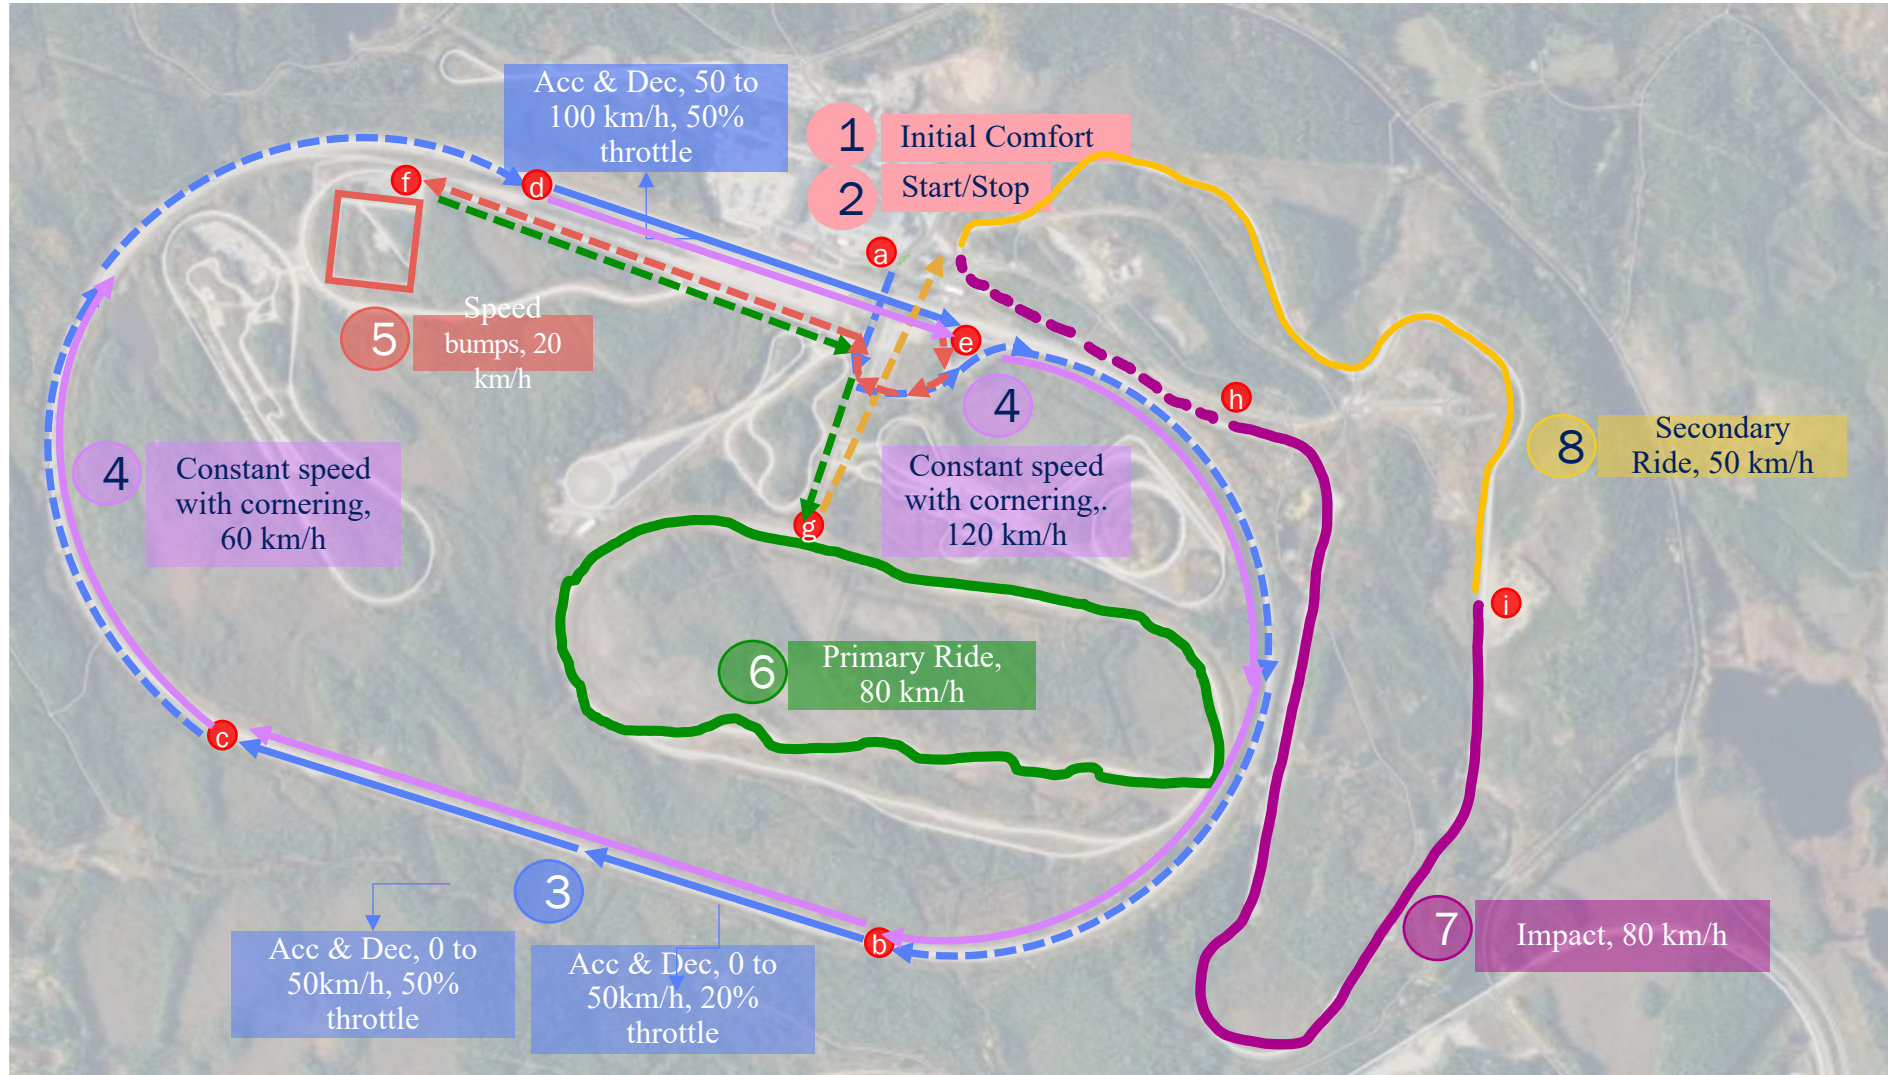 Acc & Dec, 50 to
100 km/h, 50%
throttle
1
Initial Comfort
2
Start/Stop
f
d
a
e
5
Speed
bumps, 20
km/h
4
h
4
Constant speed
with cornering,
60 km/h
Constant speed
with cornering,.
120 km/h
8
Secondary
Ride, 50 km/h
g
i
6
Primary Ride,
80 km/h
c
3
b
7
Impact, 80 km/h
Acc & Dec, 0 to
50km/h, 50%
throttle
Acc & Dec, 0 to
50km/h, 20%
throttle